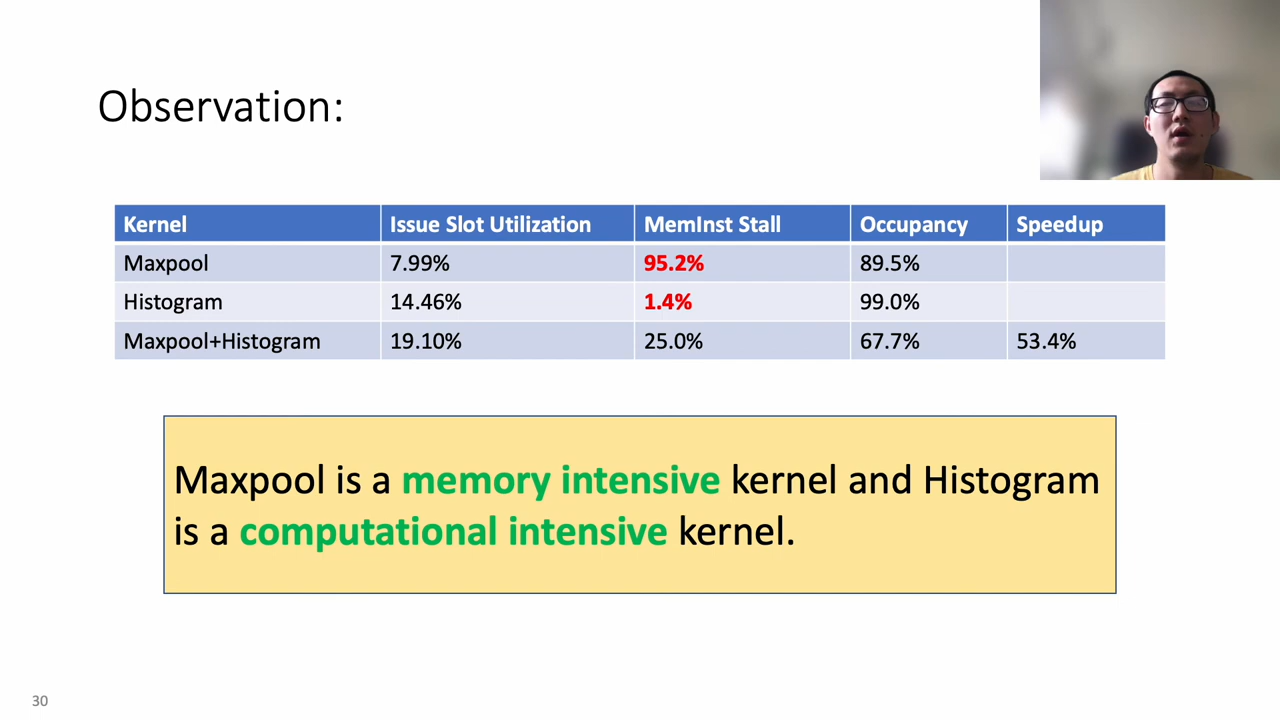 Observation:
Kernel Issue Slot Utilization MemInst Stall Occupancy Speedup
Maxpool 7.99% 95.2% 89.5%
Histogram 14.46% 1.4% 99.0%
Maxpool+Histogram 19.10% 25.0% 67.7% 53.4%
Maxpool is a memory intensive kernel and Histogram
is a computational intensive kernel.
30